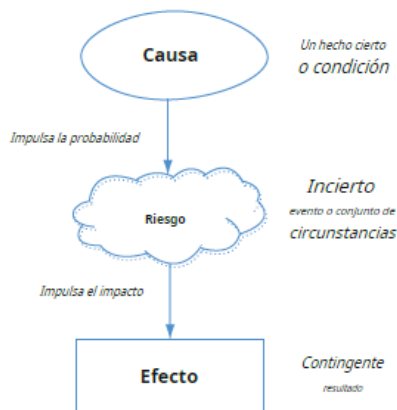 Causa
Un hecho cierto
o condición
Impulsa la probabilidad
Riesgo
Incierto
evento o conjunto de
circunstancias
Impulsa el impacto
Efecto
Contingente
resultado